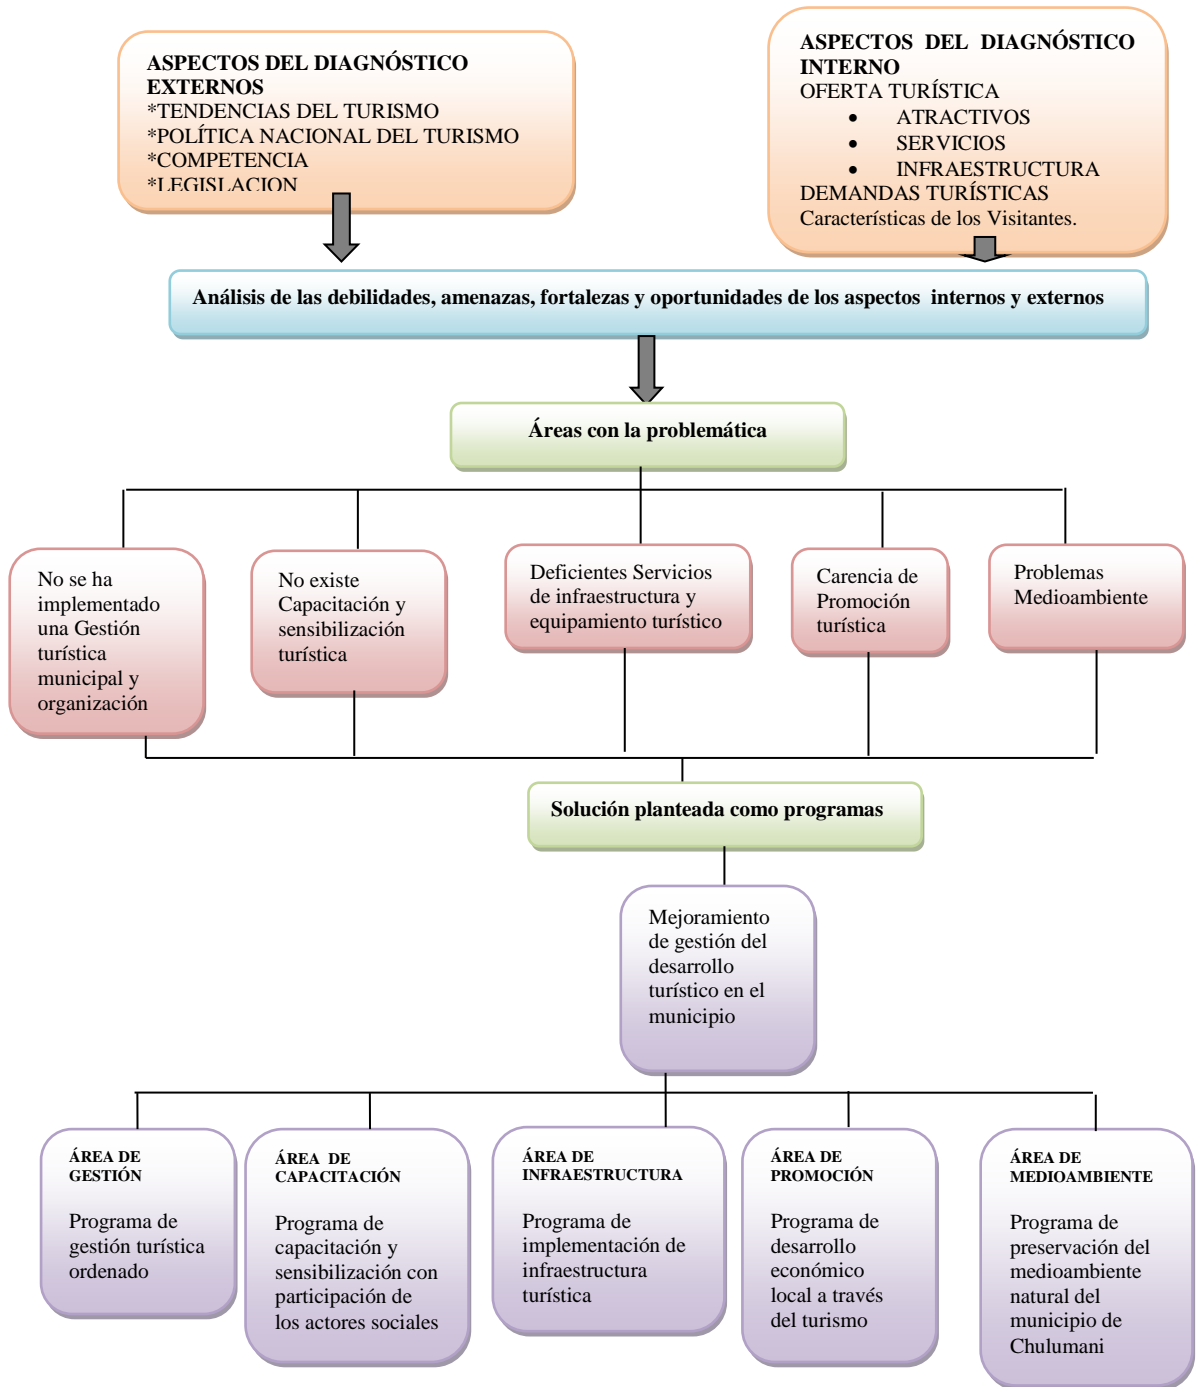 ASPECTOS DEL DIAGNÓSTICO
EXTERNOS
*TENDENCIAS DEL TURISMO
*POLÍTICA NACIONAL DEL TURISMO
*COMPETENCIA
*LEGISLACION
ASPECTOS DEL DIAGNÓSTICO
INTERNO
OFERTA TURÍSTICA
• ATRACTIVOS
• SERVICIOS
• INFRAESTRUCTURA
DEMANDAS TURÍSTICAS
Características de los Visitantes.
Análisis de las debilidades, amenazas, fortalezas y oportunidades de los aspectos internos y externos
Áreas con la problemática
No se ha
implementado
una Gestión
turística
municipal y
organización
No existe
Capacitación y
sensibilización
turística
Deficientes Servicios
de infraestructura y
equipamiento turístico
Carencia de
Promoción
turística
Problemas
Medioambiente
Solución planteada como programas
Mejoramiento
de gestión del
desarrollo
turístico en el
municipio
ÁREA DE
GESTIÓN
Programa de
gestión turística
ordenado
ÁREA DE
CAPACITACIÓN
Programa de
capacitación y
sensibilización con
participación de
los actores sociales
ÁREA DE
INFRAESTRUCTURA
Programa de
implementación de
infraestructura
turística
ÁREA DE
PROMOCIÓN
Programa de
desarrollo
económico
local a través
del turismo
ÁREA DE
MEDIOAMBIENTE
Programa de
preservación del
medioambiente
natural del
municipio de
Chulumani